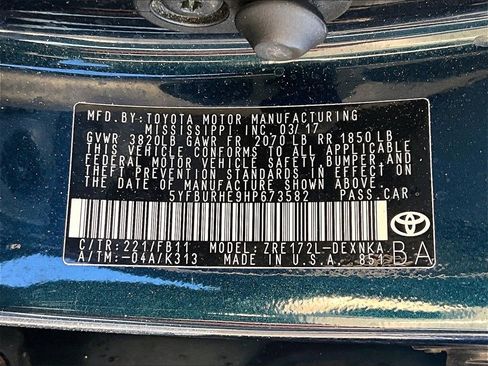 MFD.BY:TOYOTA MOTOR MANUFACTURING
MISSISSIPPI, INC. 03/17
GVWR 3820LB GAWR FR 2070 LB RR 1850LB
THIS VEHICLE CONFORMS TO ALL APPLICABLE
FEDERAL MOTOR VEHICLE SAFETY, BUMPER,AND
THEFT PREVENTION STANDARDS IN EFFECT ON
THE DATE OF MANUFACTURE SHOWN ABOVE.
5YFBURHE9HP673582 PASS.CAR
C/TR:221/FB11 MODEL:ZRE172L-DEXNKA
A/TM:-04A/K313 MADE IN U.S.A. 851
BA
TOYOTA